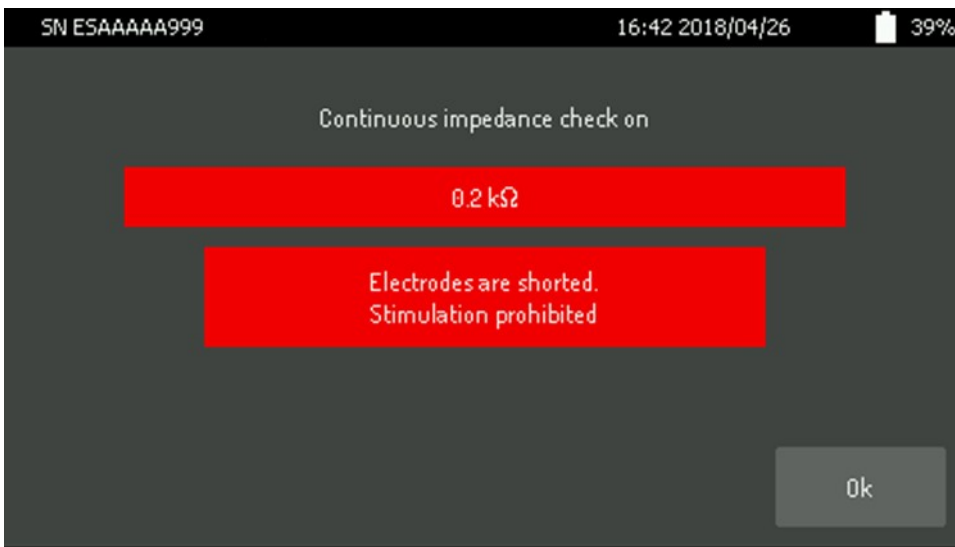 SN ESAAAAA999 16:42 2018/04/26 39%
Continuous impedance check on
0.2 kΩ
Electrodes are shorted.
Stimulation prohibited
Ok